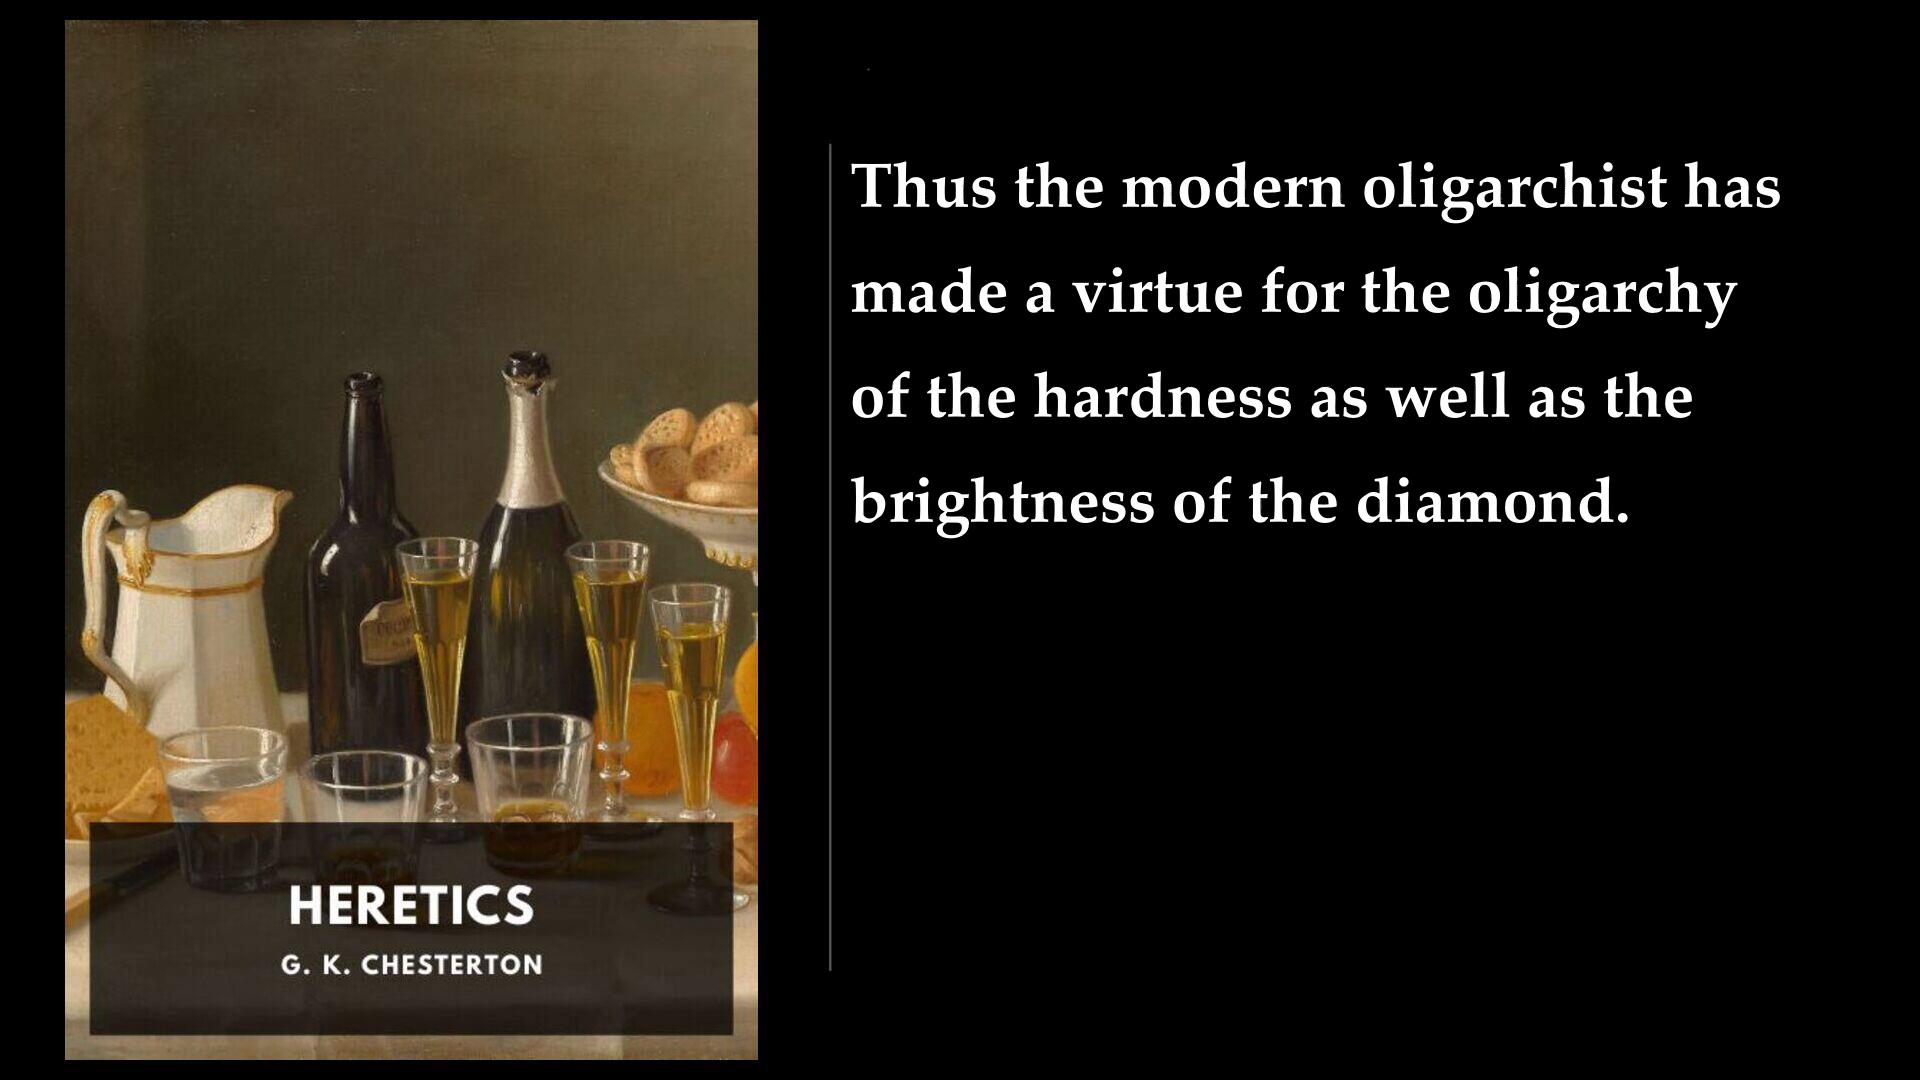 Thus the modern oligarchist has
made a virtue for the oligarchy
of the hardness as well as the
brightness of the diamond.
HERETICS
G. K. CHESTERTON